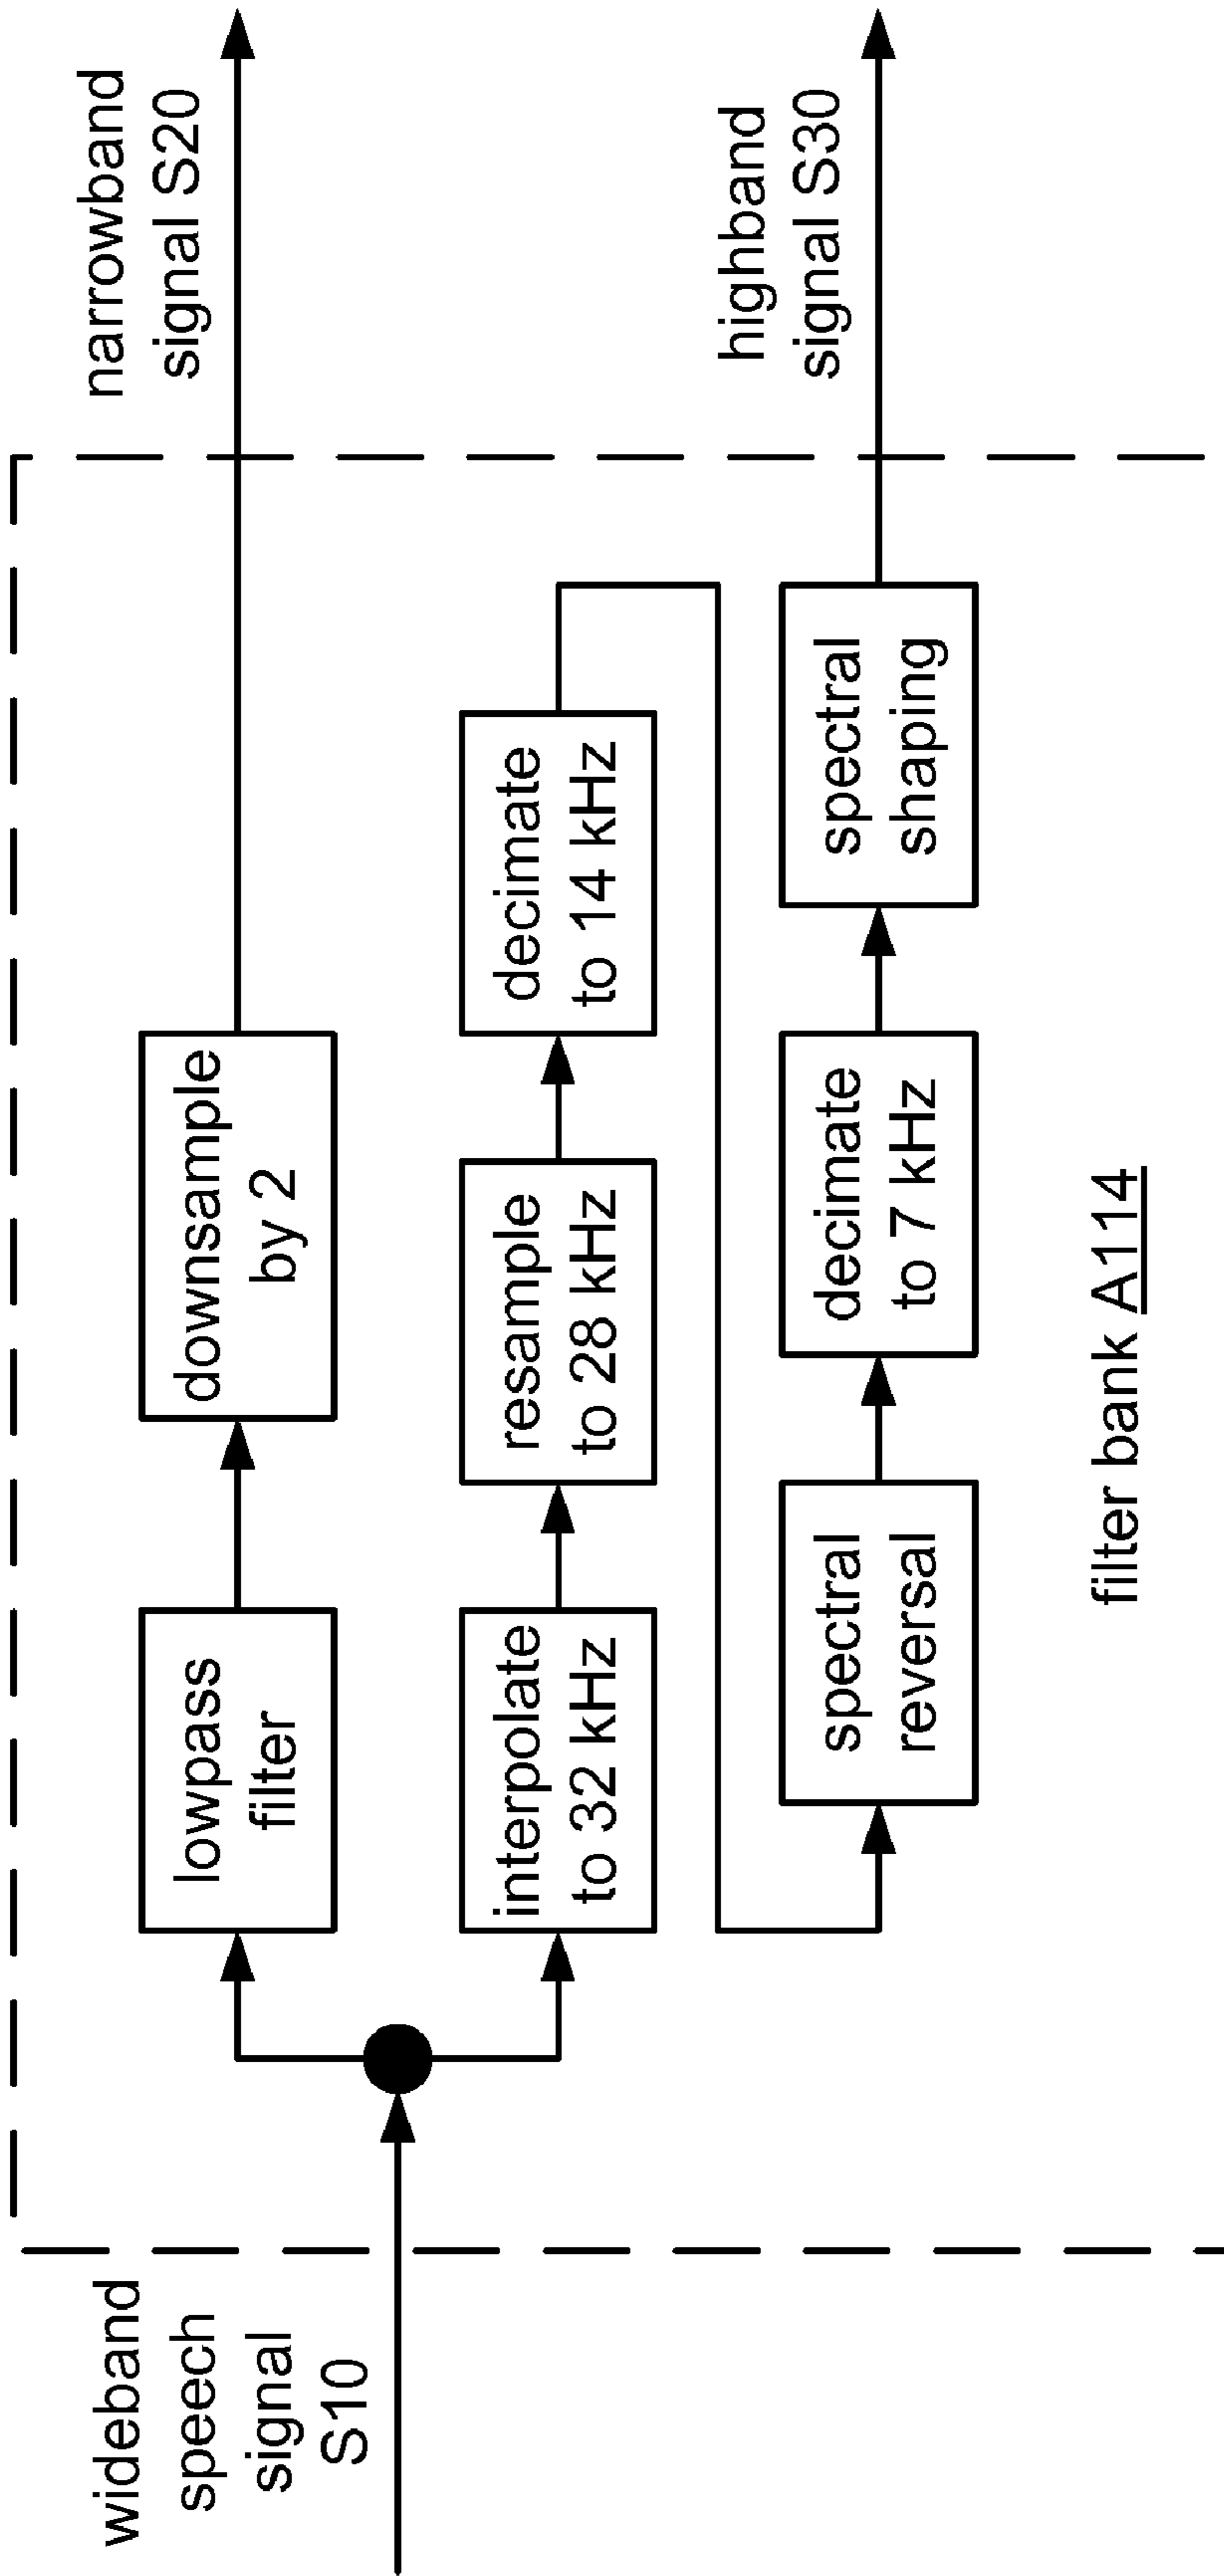 wideband
speech
signal
S10
lowpass
filter
downsample
by 2
narrowband
signal S20
interpolate
to 32 kHz
resample
to 28 kHz
decimate
to 14 kHz
spectral
reversal
decimate
to 7 kHz
spectral
shaping
highband
signal S30
filter bank A114